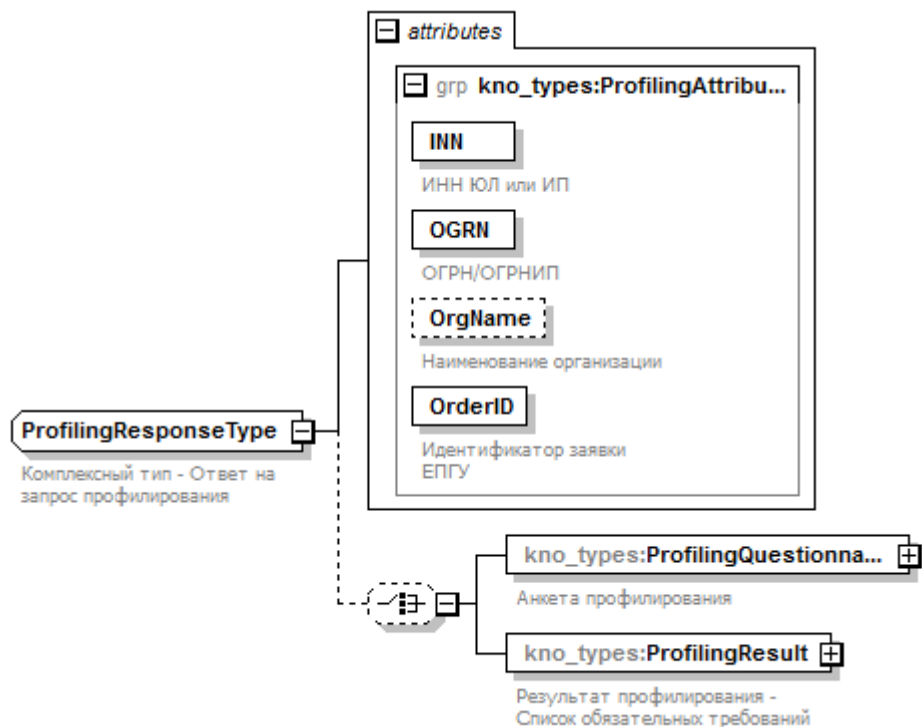 attributes
grp kno_types:ProfilingAttribu...
INN
ИНН ЮЛ или ИП
OGRN
ОГРН/ОГРНИП
OrgName
Наименование организации
OrderID
Идентификатор заявки
ЕПГУ
ProfilingResponseType
Комплексный тип - Ответ на
запрос профилирования
kno_types:ProfilingQuestionna...
Анкета профилирования
kno_types:ProfilingResult
Результат профилирования -
Список обязательных требований